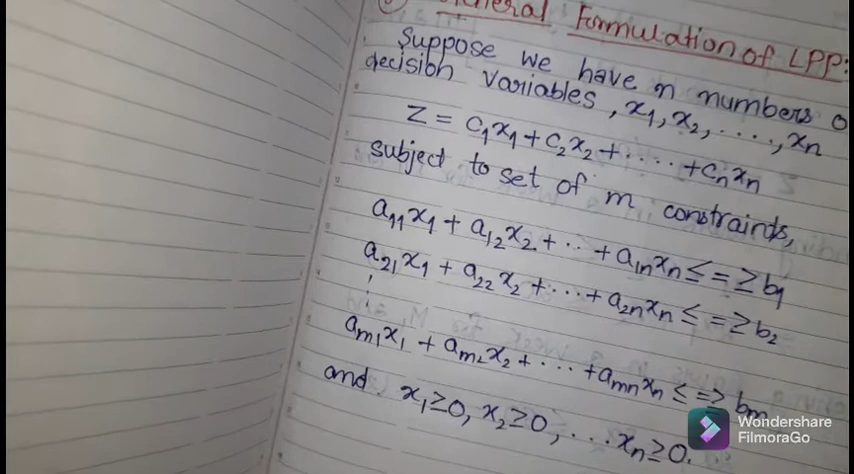 General Formulation of LPP:
Suppose we have n numbers o
decision variables, x₁, x₂, ...., xₙ
Z = c₁x₁ + c₂x₂ + ···· + cₙxₙ
subject to set of m constraints,
a₁₁x₁ + a₁₂x₂ + ·· + a₁ₙxₙ ≤ = ≥ b₁
a₂₁x₁ + a₂₂x₂ + ··· + a₂ₙxₙ ≤ = ≥ b₂
⋮
aₘ₁x₁ + aₘ₂x₂ + ··· + aₘₙxₙ ≤ = ≥ bₘ
and x₁ ≥ 0, x₂ ≥ 0, ... xₙ ≥ 0.
Wondershare
FilmoraGo